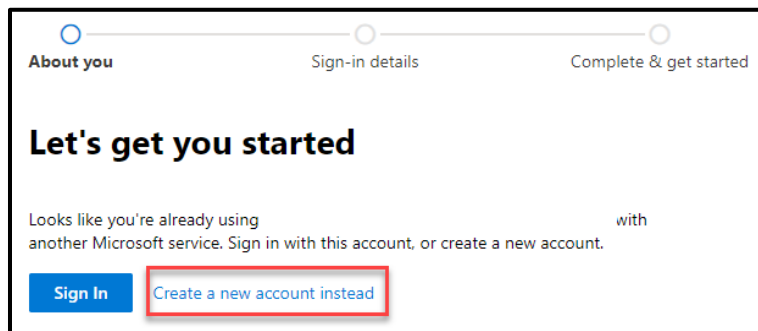 About you
Sign-in details
Complete & get started
Let's get you started
Looks like you're already using with
another Microsoft service. Sign in with this account, or create a new account.
Sign In
Create a new account instead